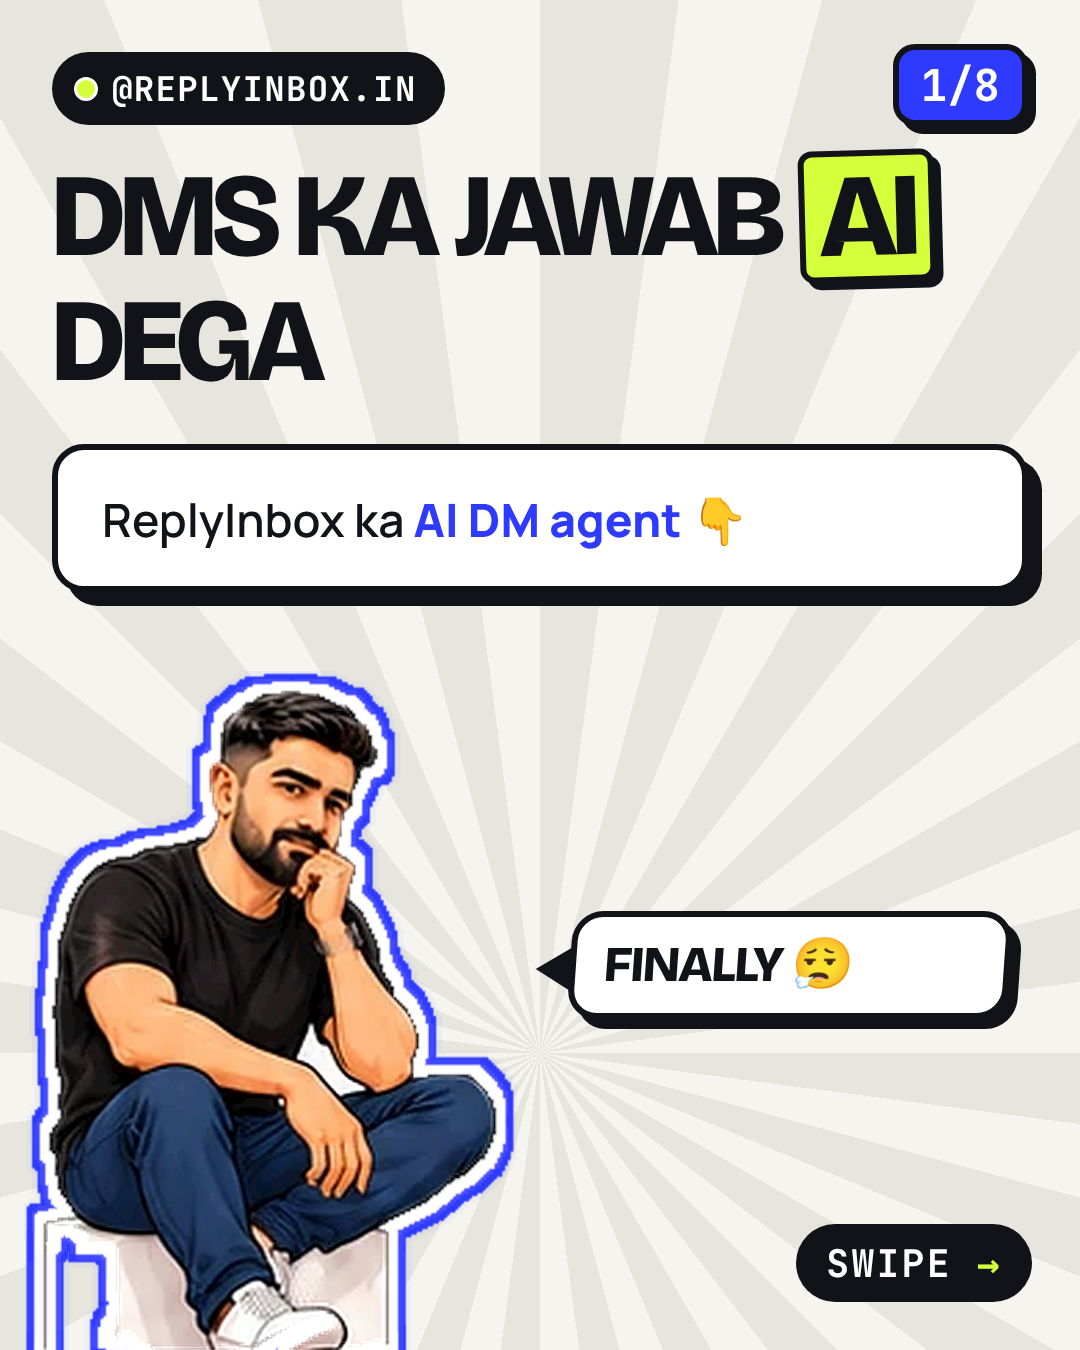 @REPLYINBOX.IN
1/8
DMS KA JAWAB AI
DEGA
ReplyInbox ka AI DM agent 👇
FINALLY 😮‍💨
SWIPE →